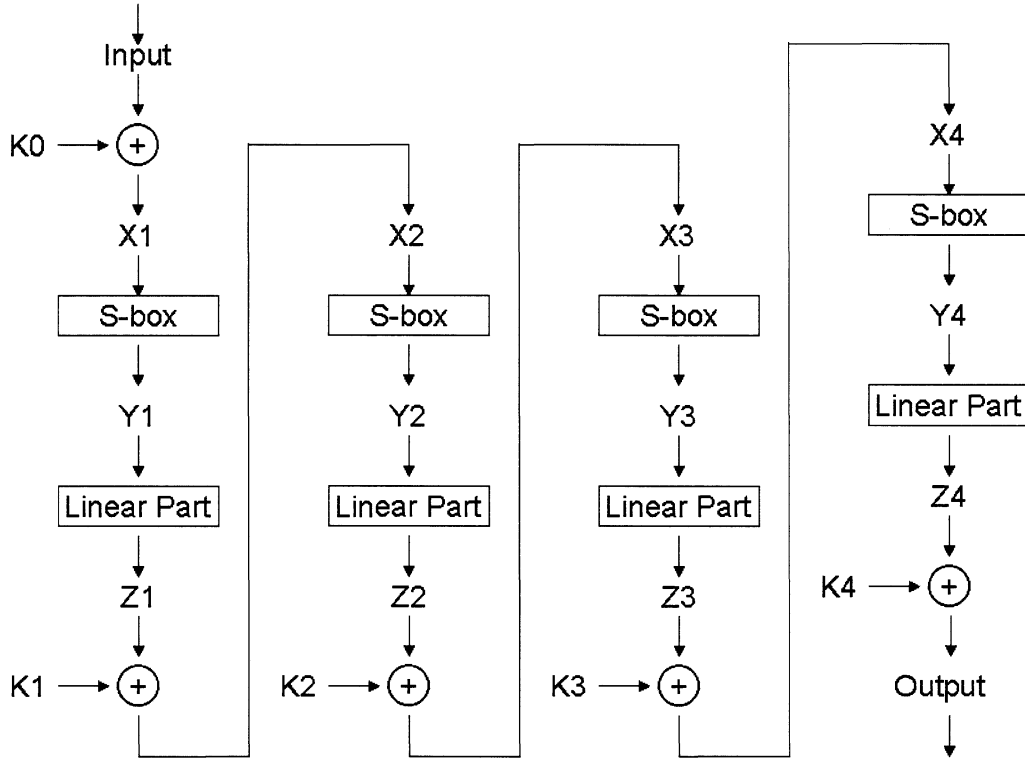 Input
K0
+
X1
S-box
Y1
Linear Part
Z1
K1
+
X2
S-box
Y2
Linear Part
Z2
K2
+
X3
S-box
Y3
Linear Part
Z3
K3
+
X4
S-box
Y4
Linear Part
Z4
K4
+
Output